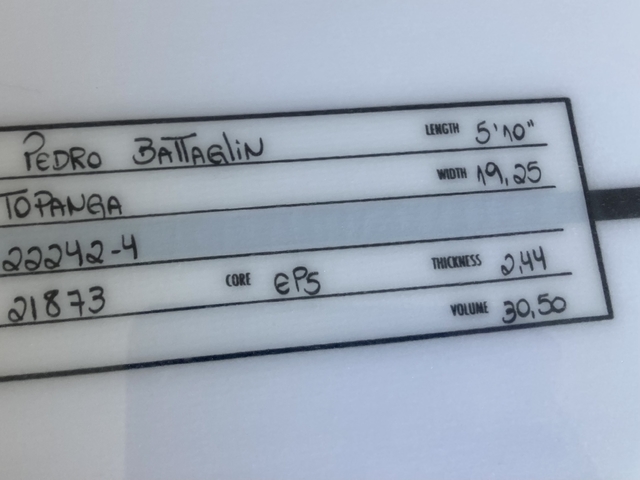 PEDRO BATTAGLIN LENGTH 5'10"
TOPANGA WIDTH 19,25
22242-4
21873 CORE EPS THICKNESS 2,44
VOLUME 30,50